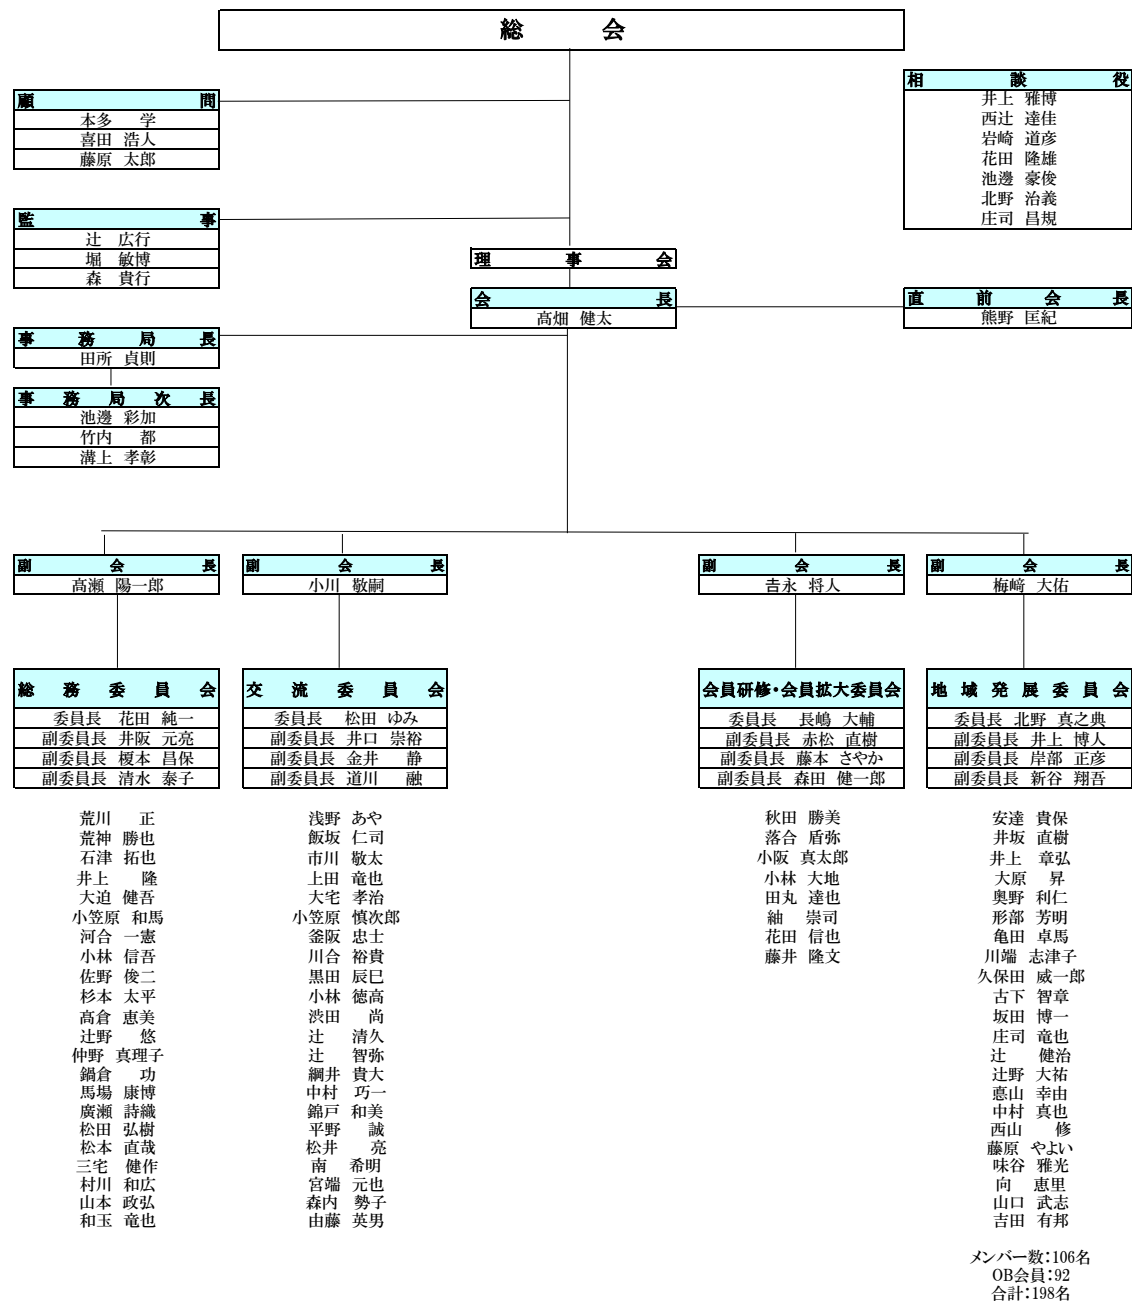 総 会
顧 問
本多 学
喜田 浩人
藤原 太郎
相 談 役
井上 雅博
西辻 達佳
岩崎 道彦
花田 隆雄
池邊 豪俊
北野 治義
庄司 昌規
監 事
辻 広行
堀 敏博
森 貴行
理 事 会
会 長
高畑 健太
直 前 会 長
熊野 匡紀
事 務 局 長
田所 貞則
事 務 局 次 長
池邊 彩加
竹内 都
溝上 孝彰
副 会 長
高瀬 陽一郎
副 会 長
小川 敬嗣
副 会 長
𠮷永 将人
副 会 長
梅﨑 大佑
総 務 委 員 会
委員長 花田 純一
副委員長 井阪 元亮
副委員長 榎本 昌保
副委員長 清水 泰子
荒川 正
荒神 勝也
石津 拓也
井上 隆
大迫 健吾
小笠原 和馬
河合 一憲
小林 信吾
佐野 俊二
杉本 太平
髙倉 恵美
辻野 悠
仲野 真理子
鍋倉 功
馬場 康博
廣瀬 詩織
松田 弘樹
松本 直哉
三宅 健作
村川 和広
山本 政弘
和玉 竜也
交 流 委 員 会
委員長 松田 ゆみ
副委員長 井口 崇裕
副委員長 金井 静
副委員長 道川 融
浅野 あや
飯坂 仁司
市川 敬太
上田 竜也
大宅 孝治
小笠原 慎次郎
釜阪 忠士
川合 裕貴
黒田 辰巳
小林 徳高
渋田 尚
辻 清久
辻 智弥
綱井 貴大
中村 巧一
錦戸 和美
平野 誠
松井 亮
南 希明
宮端 元也
森内 勢子
由藤 英男
会員研修・会員拡大委員会
委員長 長嶋 大輔
副委員長 赤松 直樹
副委員長 藤本 さやか
副委員長 森田 健一郎
秋田 勝美
落合 盾弥
小阪 真太郎
小林 大地
田丸 達也
紬 崇司
花田 信也
藤井 隆文
地 域 発 展 委 員 会
委員長 北野 真之典
副委員長 井上 博人
副委員長 岸部 正彦
副委員長 新谷 翔吾
安達 貴保
井坂 直樹
井上 章弘
大原 昇
奥野 利仁
形部 芳明
亀田 卓馬
川端 志津子
久保田 威一郎
古下 智章
坂田 博一
庄司 竜也
辻 健治
辻野 大祐
悳山 幸由
中村 真也
西山 修
藤原 やよい
味谷 雅光
向 恵里
山口 武志
吉田 有邦
メンバー数：106名
OB会員：92
合計：198名